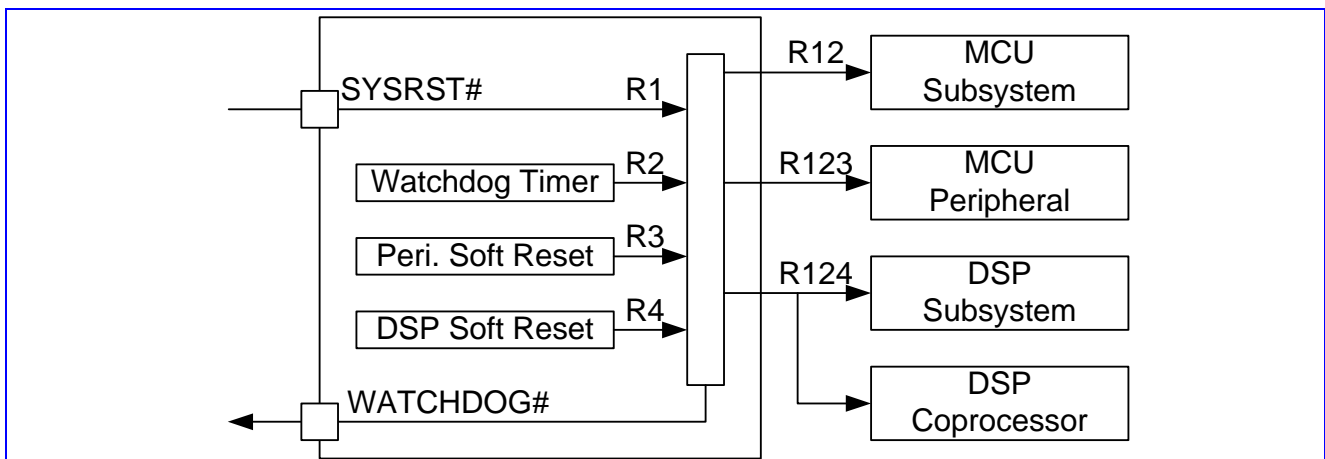 SYSRST#
R1
Watchdog Timer
R2
Peri. Soft Reset
R3
DSP Soft Reset
R4
WATCHDOG#
R12
MCU
Subsystem
R123
MCU
Peripheral
R124
DSP
Subsystem
DSP
Coprocessor